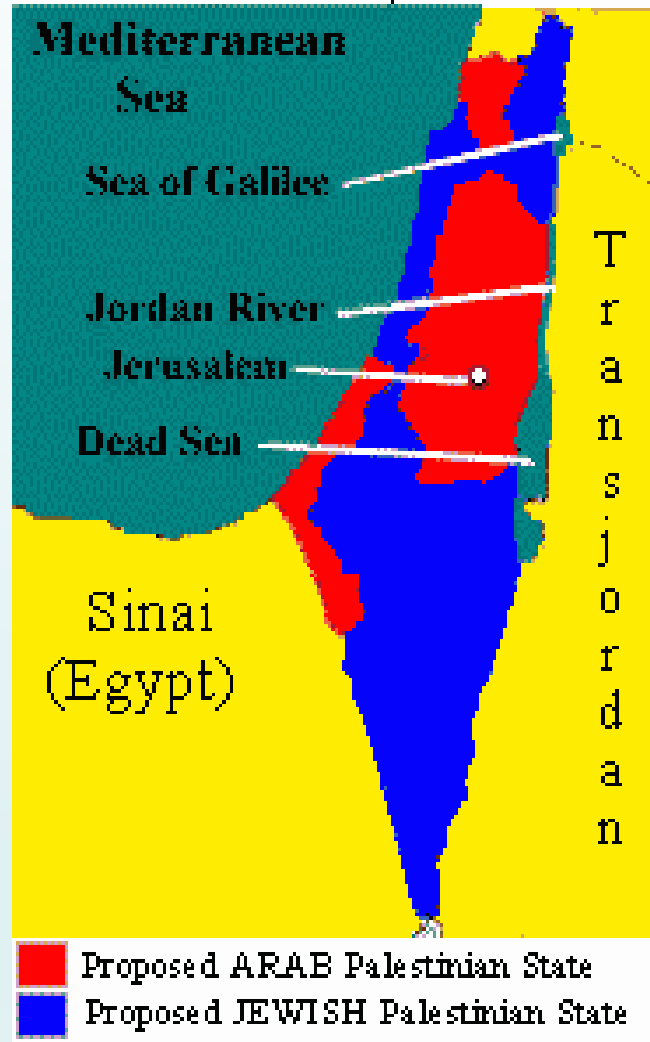 Mediterranean
Sea
Sea of Galilee
Jordan River
Jerusalem
Dead Sea
Transjordan
Sinai
(Egypt)
Proposed ARAB Palestinian State
Proposed JEWISH Palestinian State